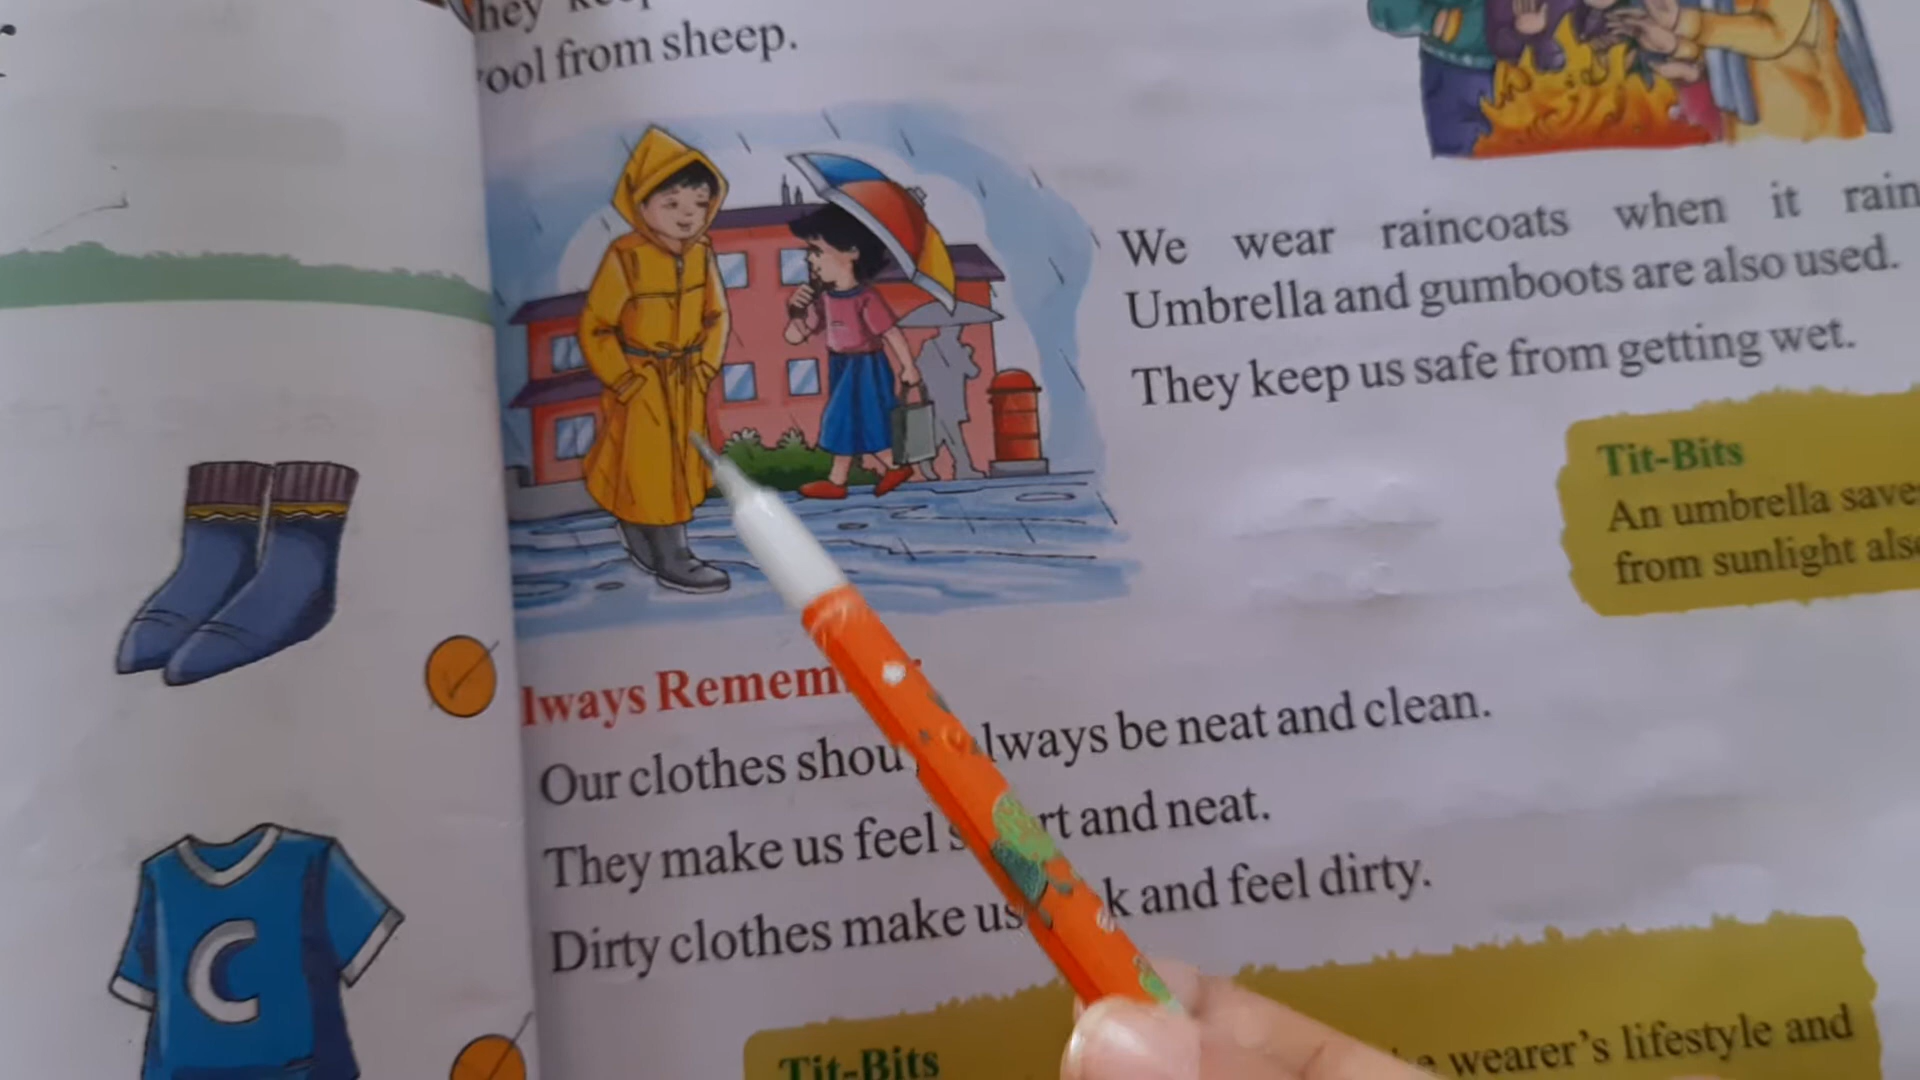 They
ool from sheep.
We wear raincoats when it rain
Umbrella and gumboots are also used.
They keep us safe from getting wet.
Tit-Bits
An umbrella save
from sunlight als
lways Remem
Our clothes shou lways be neat and clean.
They make us feel s rt and neat.
Dirty clothes make us k and feel dirty.
Tit-Bits
wearer's lifestyle and
C